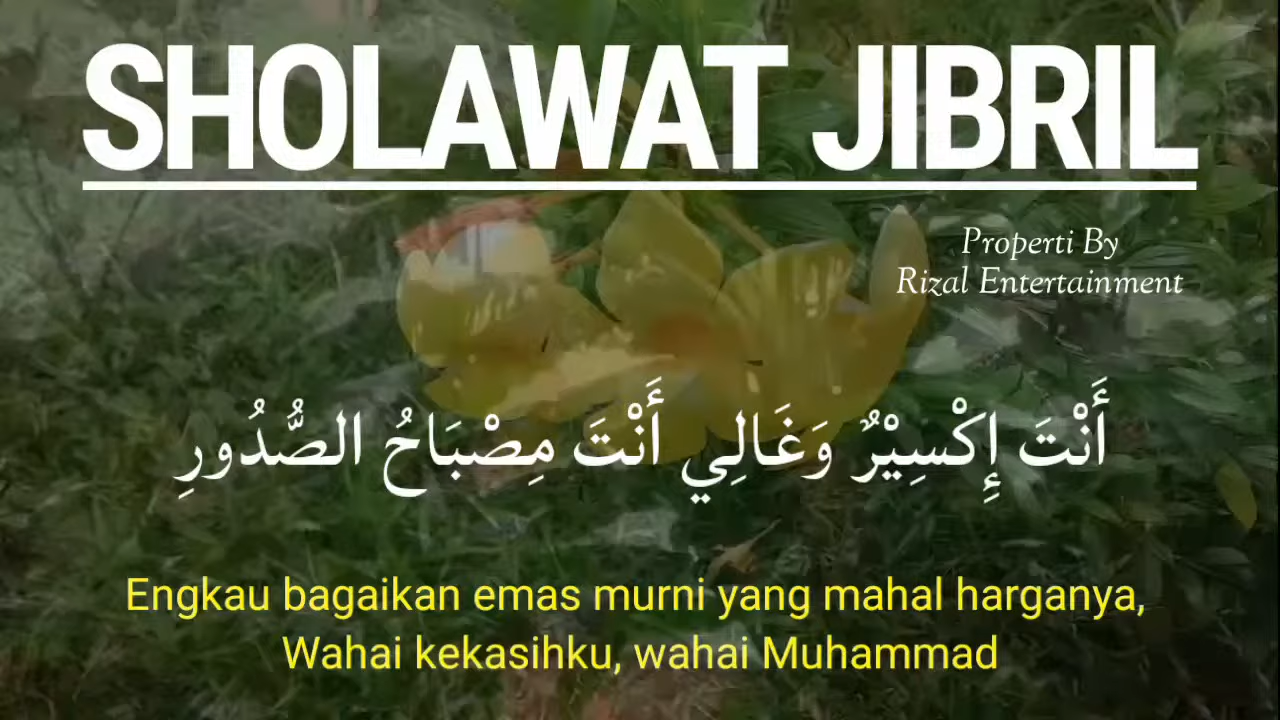 SHOLAWAT JIBRIL
Properti By
Rizal Entertainment
أَنْتَ إِكْسِيْرٌ وَغَالِي أَنْتَ مِصْبَاحُ الصُّدُورِ
Engkau bagaikan emas murni yang mahal harganya,
Wahai kekasihku, wahai Muhammad